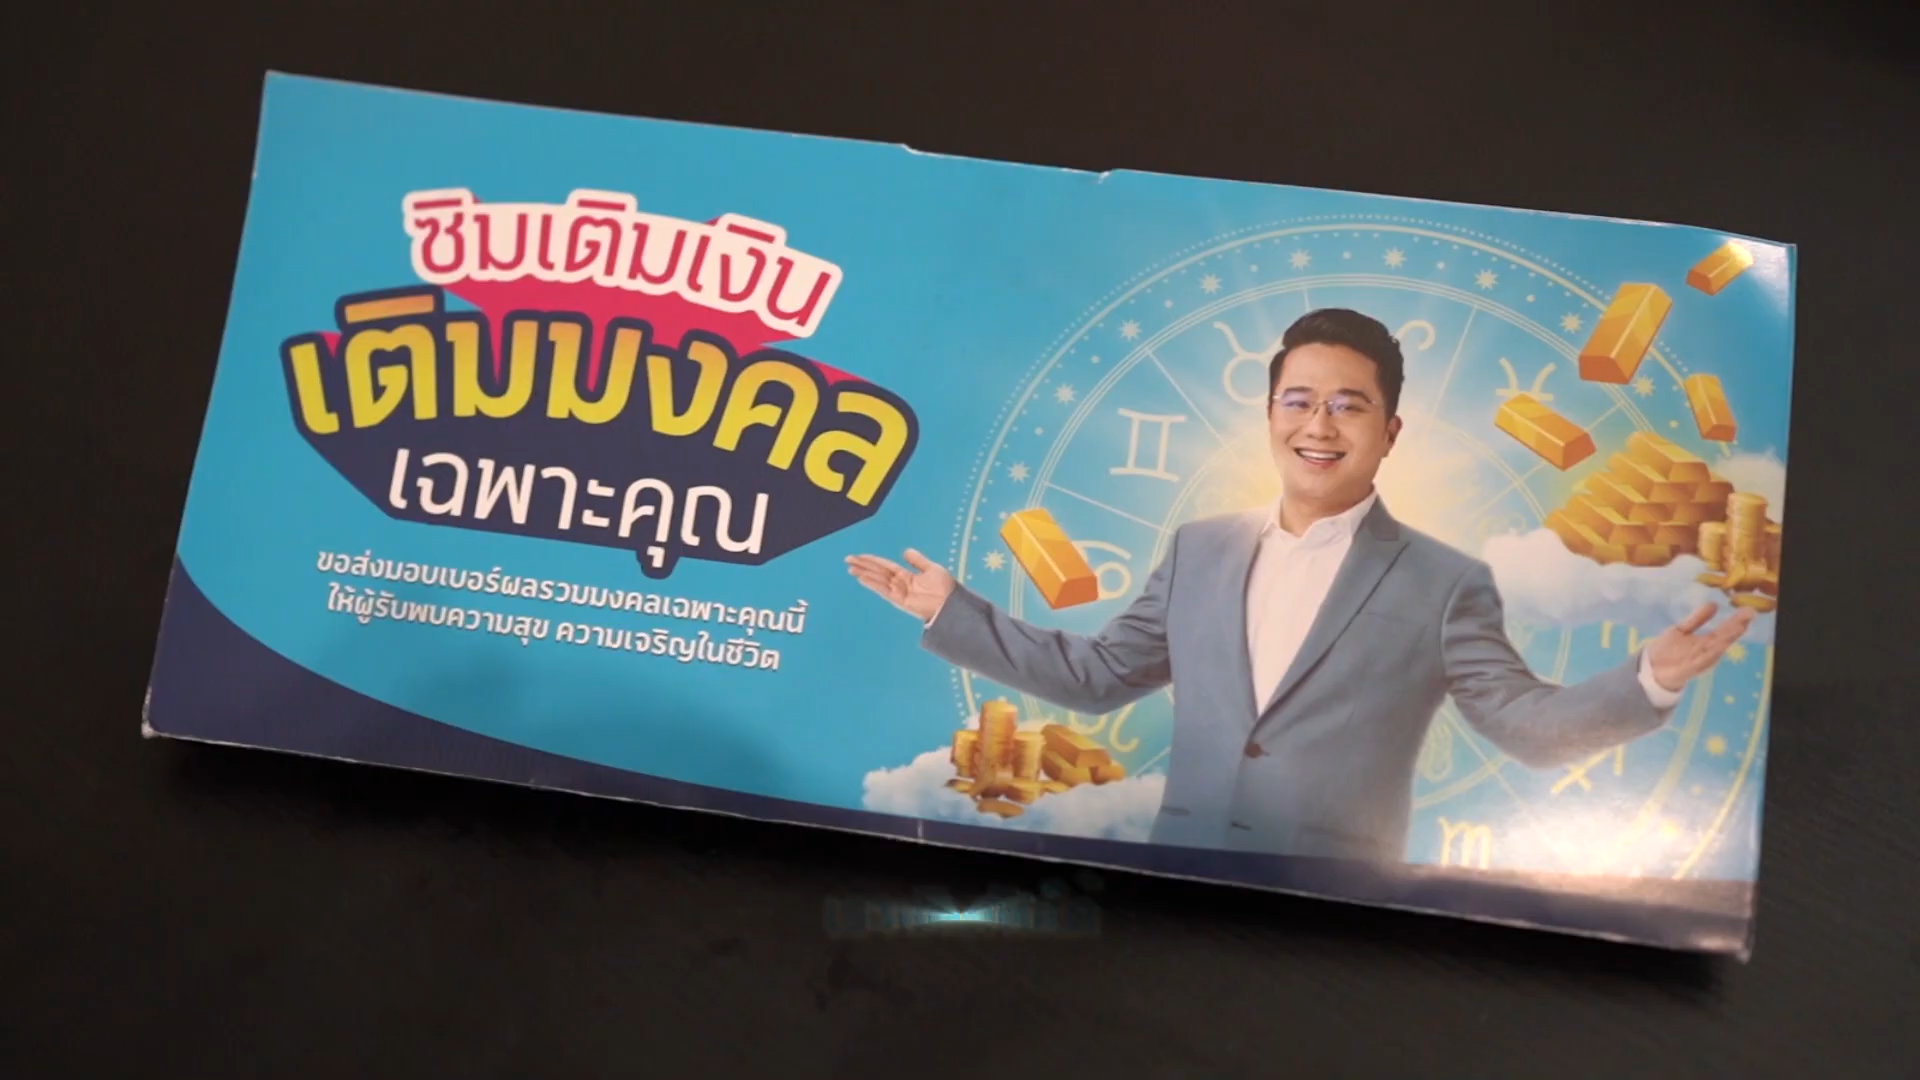 ซิมเติมเงิน
เติมมงคล
เฉพาะคุณ
ขอส่งมอบเบอร์ผลรวมมงคลเฉพาะคุณนี้
ให้ผู้รับพบความสุข ความเจริญในชีวิต